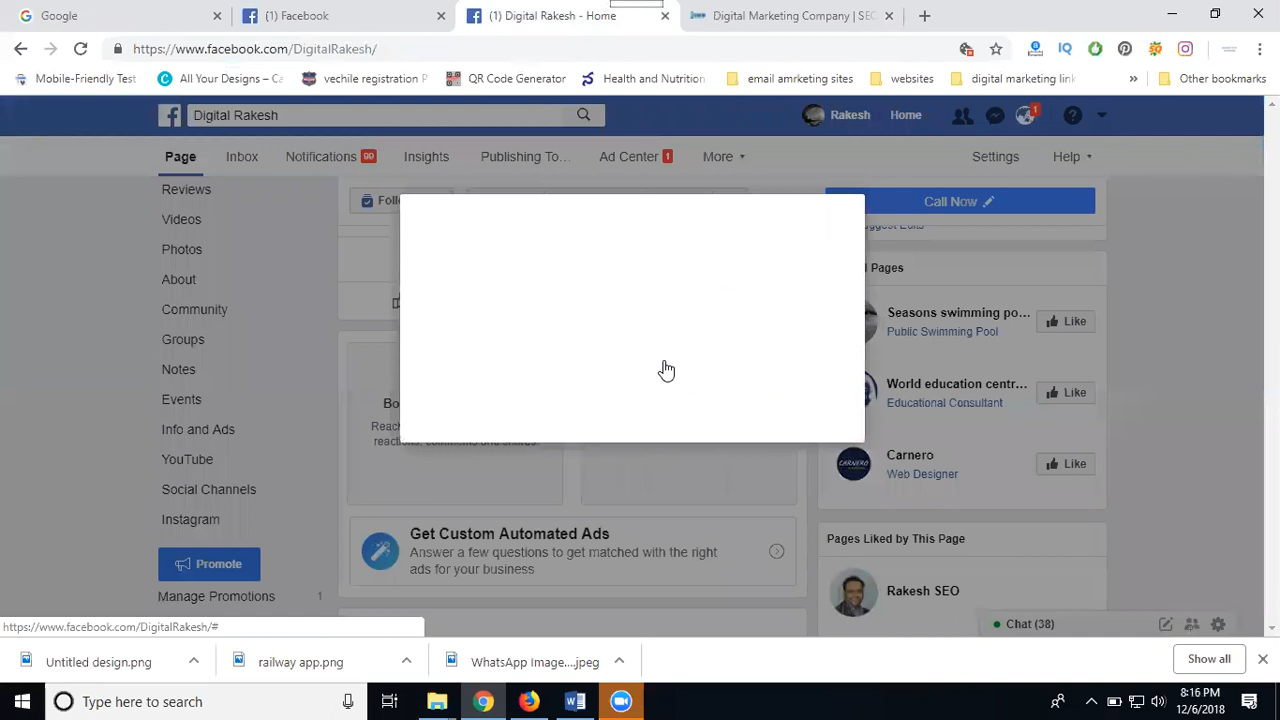 Google
(1) Facebook
(1) Digital Rakesh - Home
Digital Marketing Company | SEC
https://www.facebook.com/DigitalRakesh/
Mobile-Friendly Test
All Your Designs – Ca
vechile registration P
QR Code Generator
Health and Nutrition
email amrketing sites
websites
digital marketing link
Other bookmarks
Digital Rakesh
Rakesh
Home
1
Page
Inbox
Notifications 99
Insights
Publishing To...
Ad Center 1
More
Settings
Help
Reviews
Videos
Photos
About
Community
Groups
Notes
Events
Info and Ads
YouTube
Social Channels
Instagram
Promote
Manage Promotions 1
Call Now
Pages
Seasons swimming po...
Public Swimming Pool
Like
World education centr...
Educational Consultant
Like
Carnero
Web Designer
Like
CARNERO
Pages Liked by This Page
Rakesh SEO
Get Custom Automated Ads
Answer a few questions to get matched with the right
ads for your business
Chat (38)
https://www.facebook.com/DigitalRakesh/#
Untitled design.png
railway app.png
WhatsApp Image....jpeg
Show all
Type here to search
8:16 PM
12/6/2018